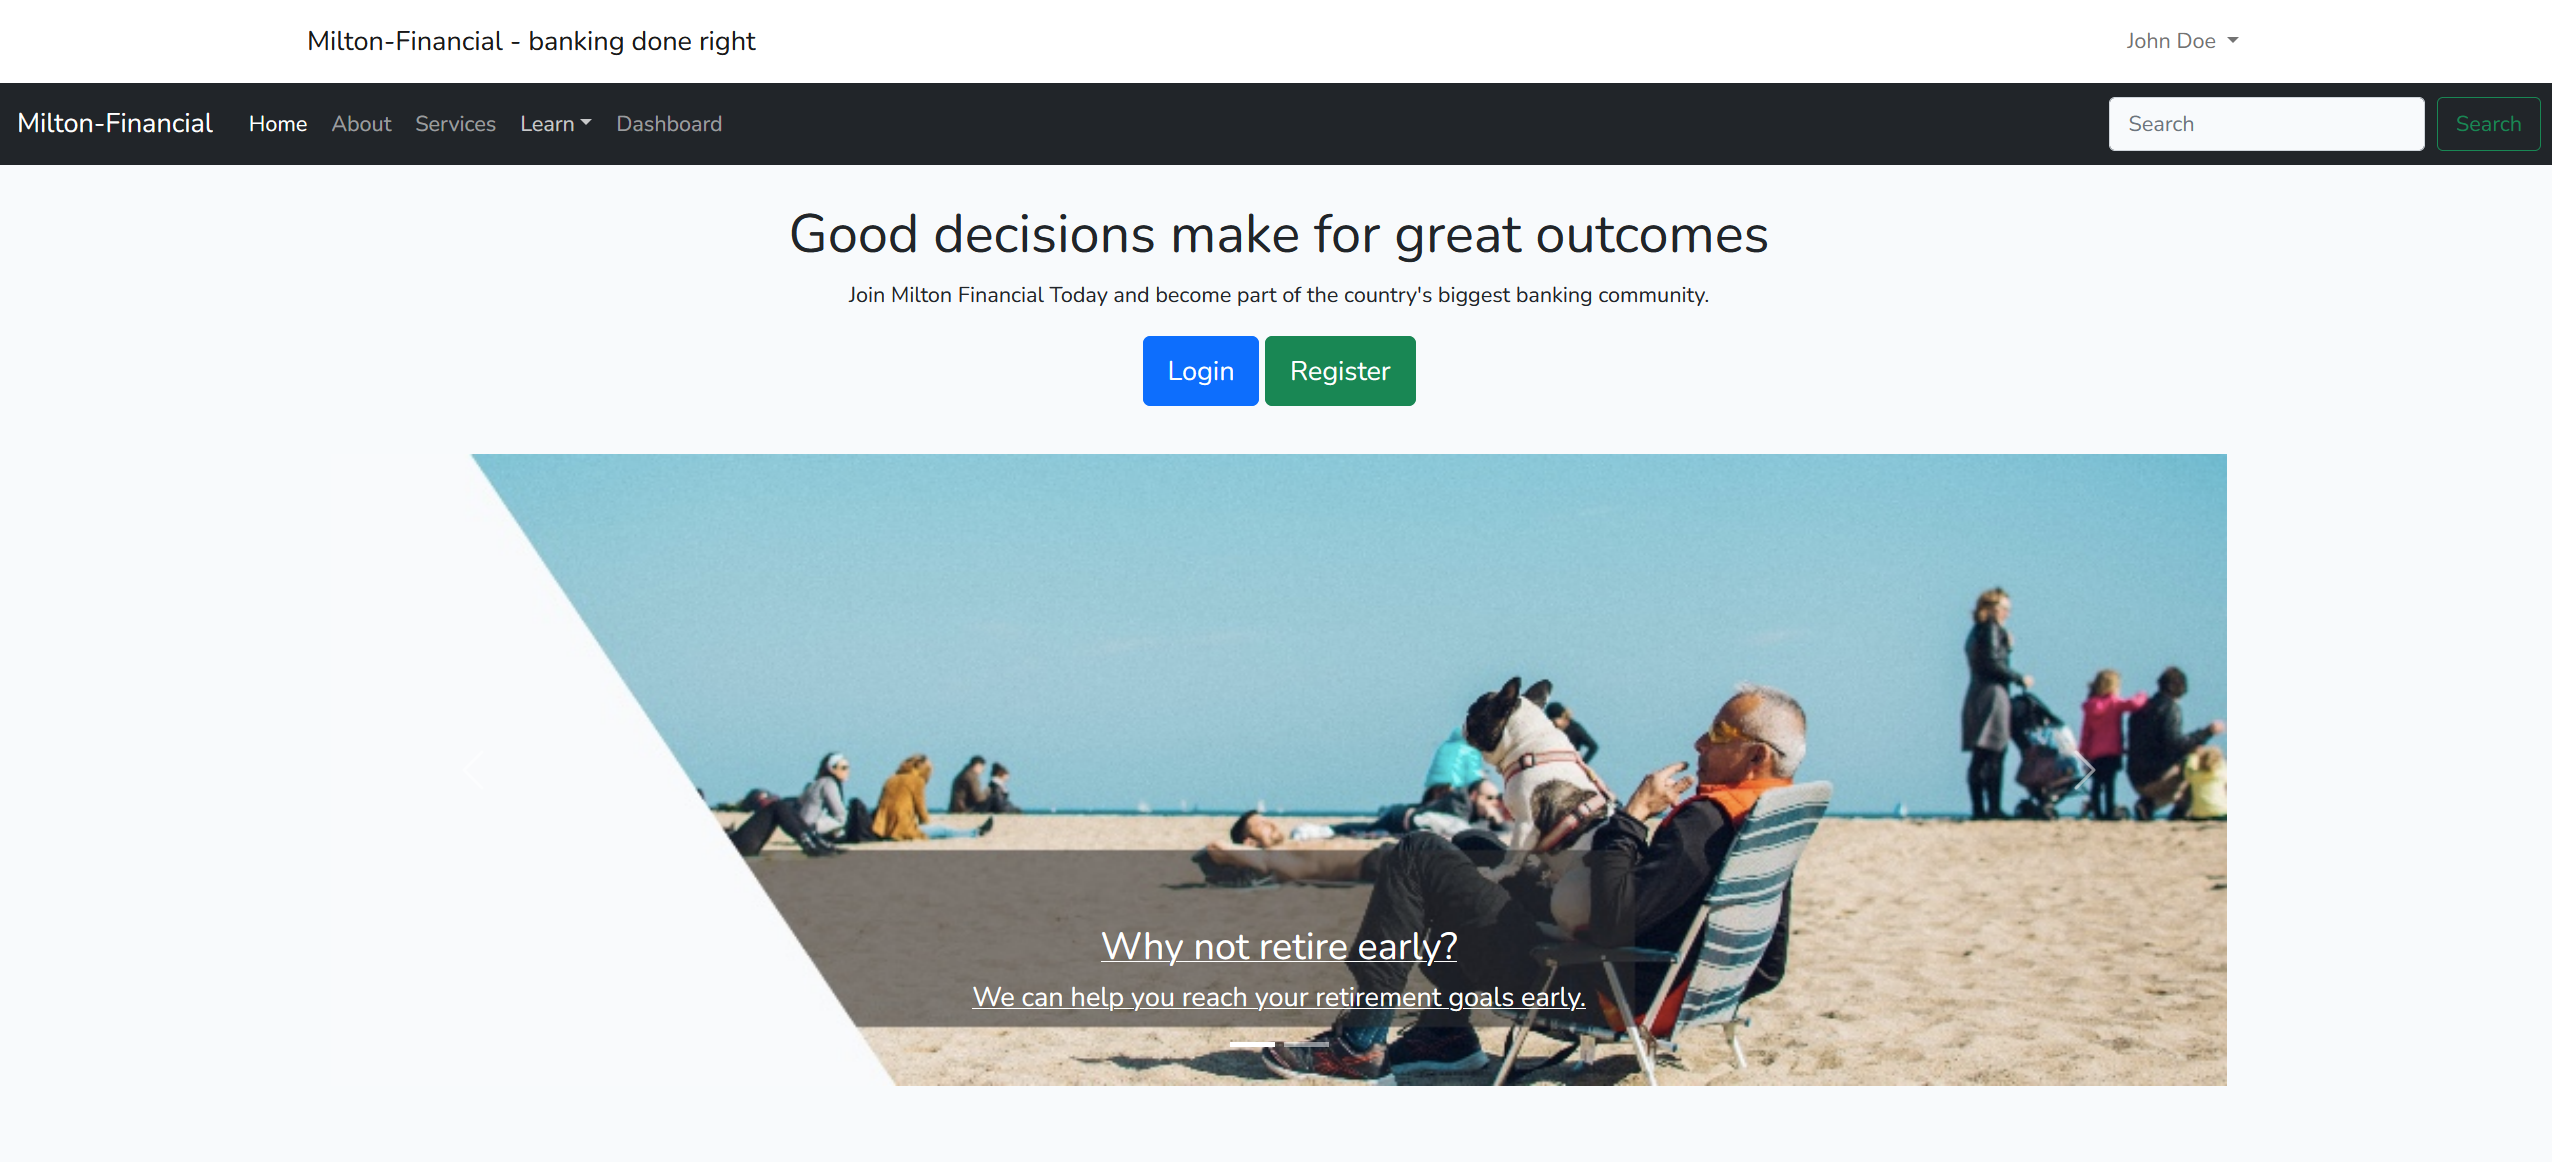 Milton-Financial - banking done right
John Doe
Milton-Financial Home About Services Learn Dashboard
Search
Search
Good decisions make for great outcomes
Join Milton Financial Today and become part of the country's biggest banking community.
Login Register
Why not retire early?
We can help you reach your retirement goals early.